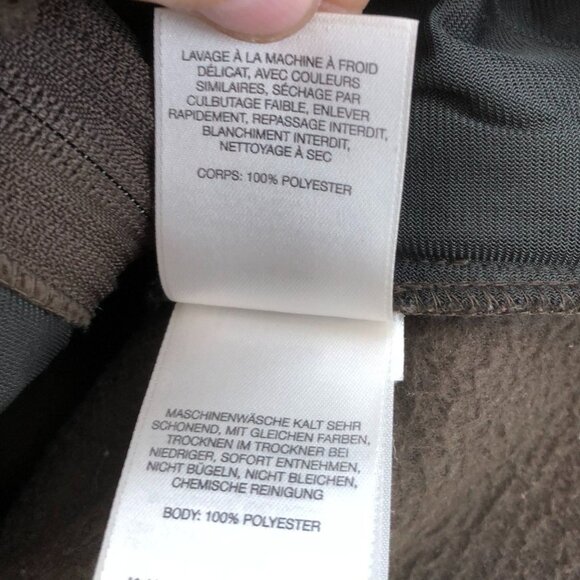 LAVAGE À LA MACHINE À FROID
DÉLICAT, AVEC COULEURS
SIMILAIRES, SÉCHAGE PAR
CULBUTAGE FAIBLE, ENLEVER
RAPIDEMENT, REPASSAGE INTERDIT,
BLANCHIMENT INTERDIT,
NETTOYAGE À SEC
CORPS: 100% POLYESTER
MASCHINENWÄSCHE KALT SEHR
SCHONEND, MIT GLEICHEN FARBEN,
TROCKNEN IM TROCKNER BEI
NIEDRIGER, SOFORT ENTNEHMEN,
NICHT BÜGELN, NICHT BLEICHEN,
CHEMISCHE REINIGUNG
BODY: 100% POLYESTER